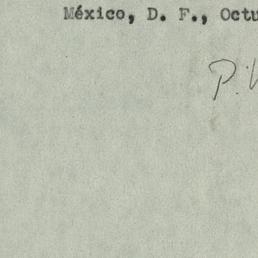 México, D. F., Octu
P.